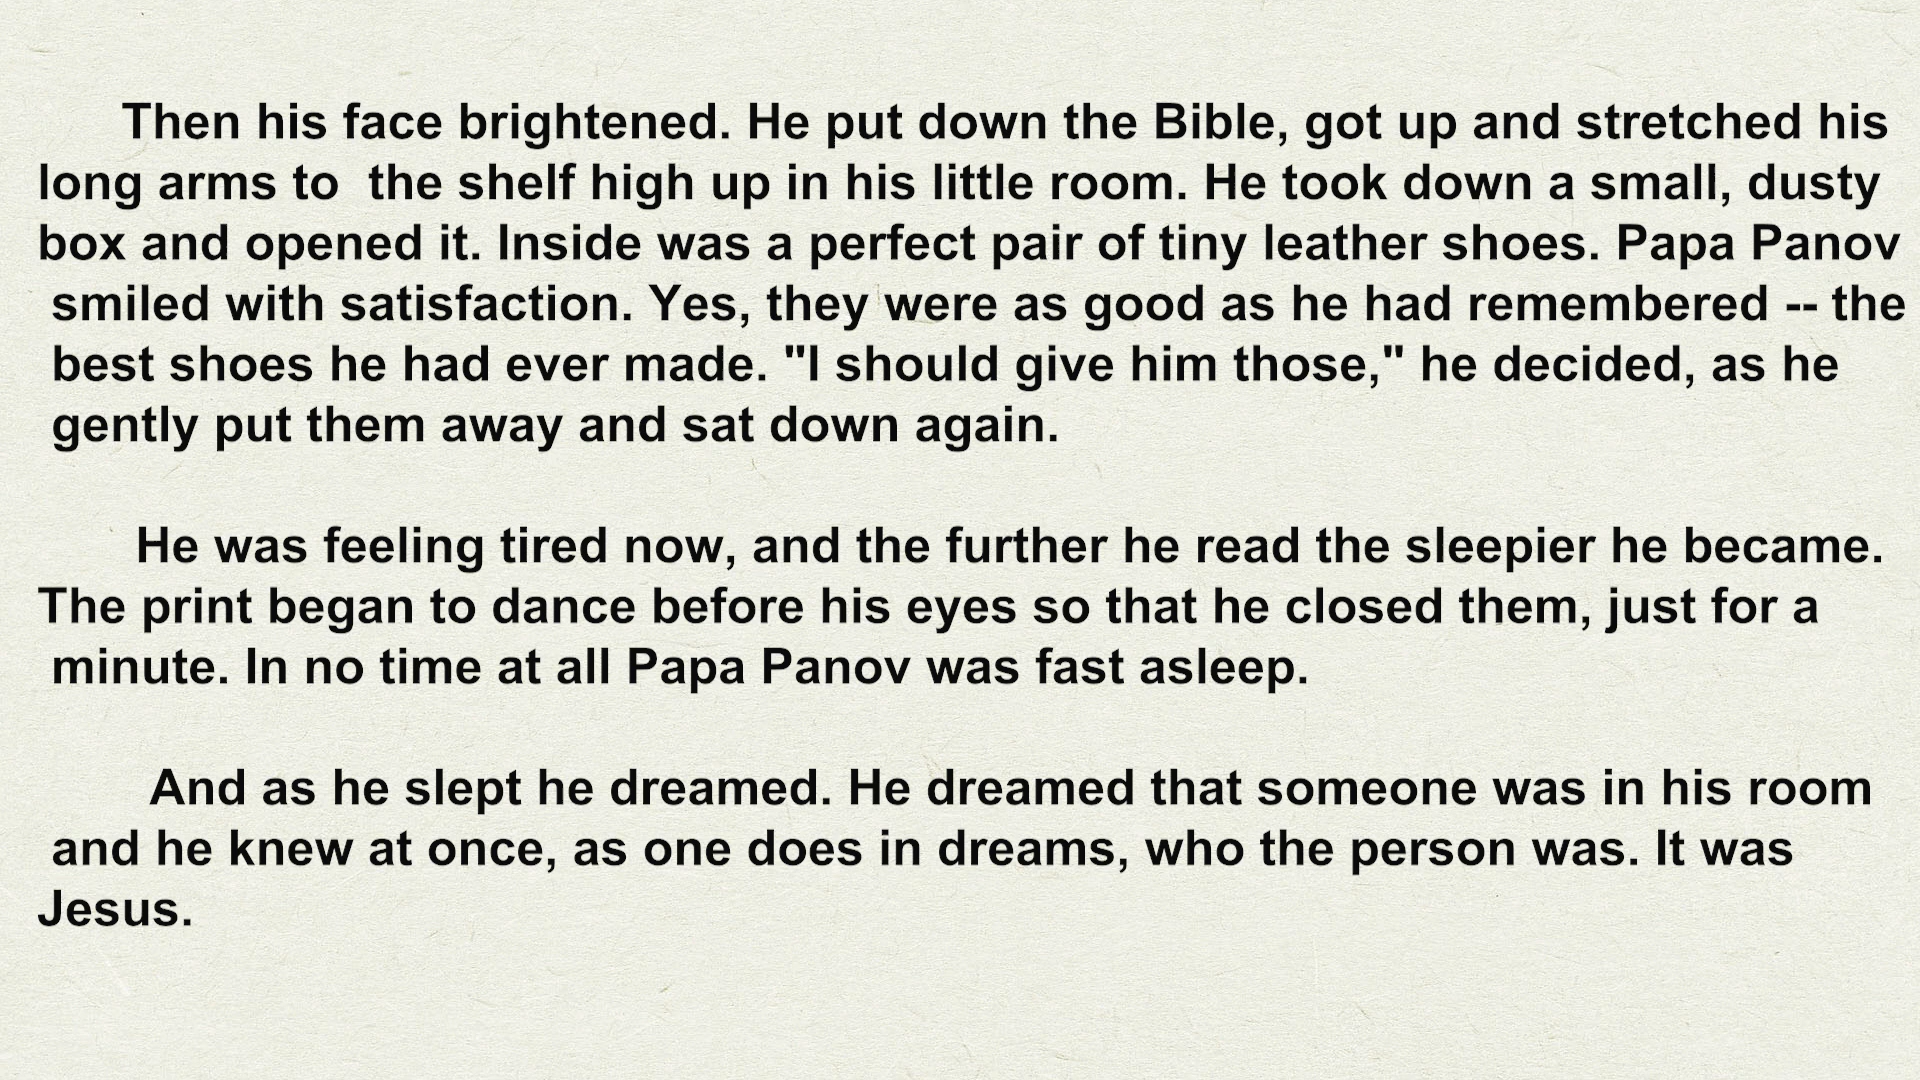 Then his face brightened. He put down the Bible, got up and stretched his
long arms to  the shelf high up in his little room. He took down a small, dusty
box and opened it. Inside was a perfect pair of tiny leather shoes. Papa Panov
smiled with satisfaction. Yes, they were as good as he had remembered -- the
best shoes he had ever made. "I should give him those," he decided, as he
gently put them away and sat down again.
He was feeling tired now, and the further he read the sleepier he became.
The print began to dance before his eyes so that he closed them, just for a
minute. In no time at all Papa Panov was fast asleep.
And as he slept he dreamed. He dreamed that someone was in his room
and he knew at once, as one does in dreams, who the person was. It was
Jesus.